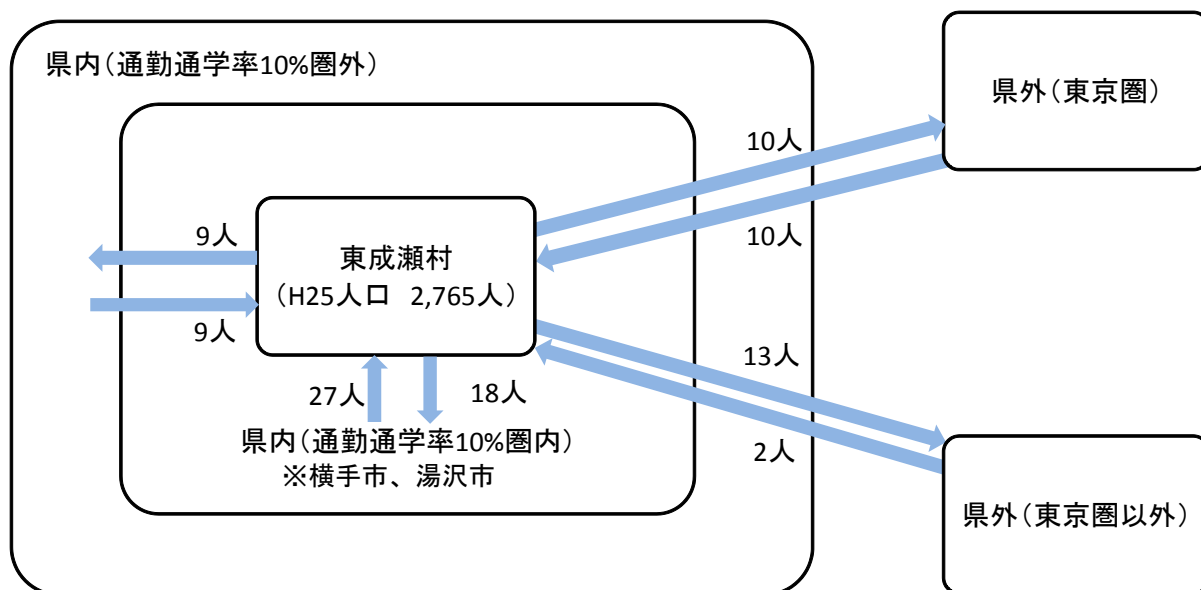 県内（通勤通学率10%圏外）
県外（東京圏）
10人
10人
9人
9人
東成瀬村
（H25人口　2,765人）
27人
18人
13人
2人
県内（通勤通学率10%圏内）
※横手市、湯沢市
県外（東京圏以外）